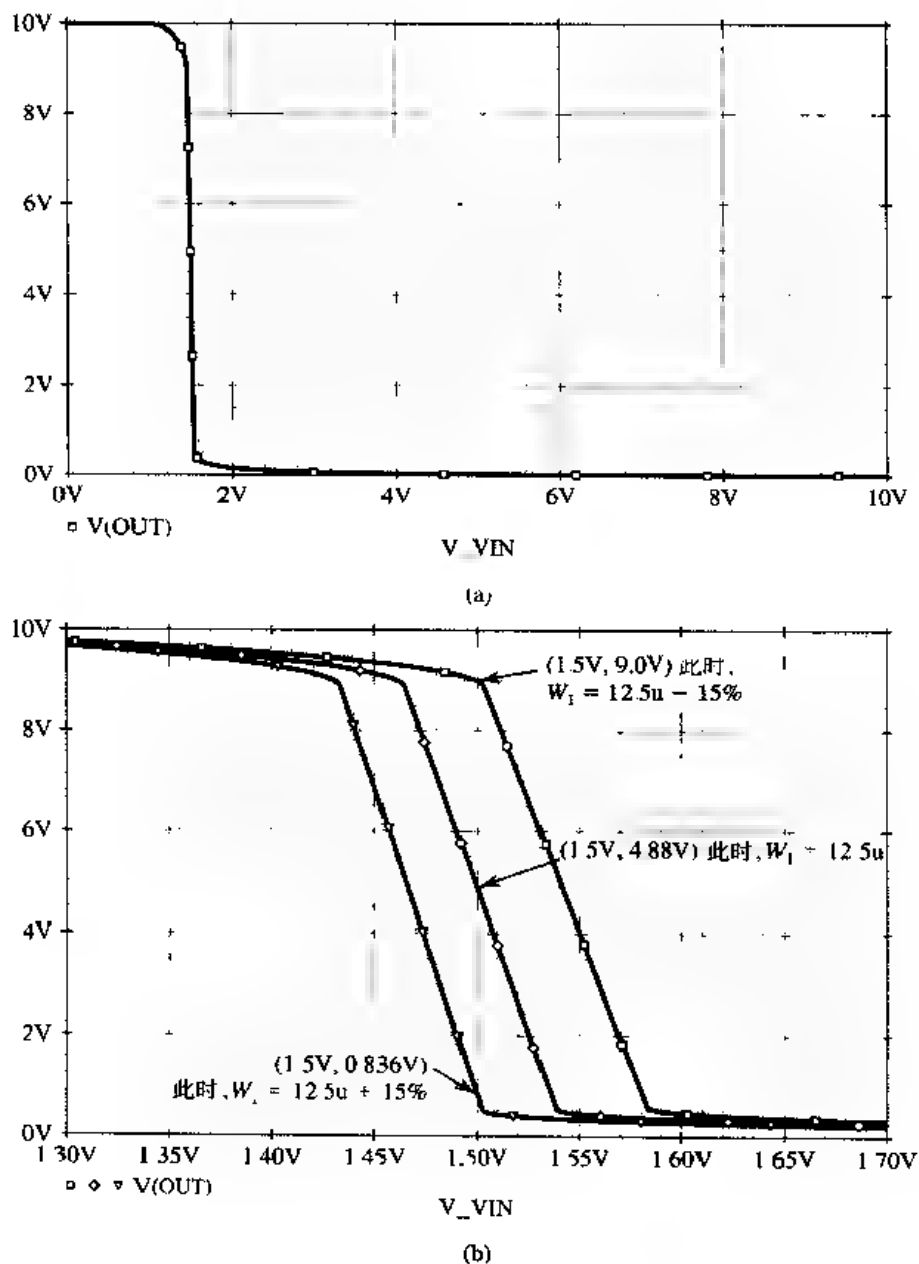 10V
8V
6V
4V
2V
0V
0V 2V 4V 6V 8V 10V
V(OUT)
V_VIN
(a)
10V
8V
6V
4V
2V
0V
(1.5V, 9.0V) 此时,
W₁ = 12.5u − 15%
(1.5V, 4.88V) 此时, W₁ = 12.5u
(1.5V, 0.836V)
此时, W₁ = 12.5u + 15%
1.30V 1.35V 1.40V 1.45V 1.50V 1.55V 1.60V 1.65V 1.70V
V(OUT)
V_VIN
(b)